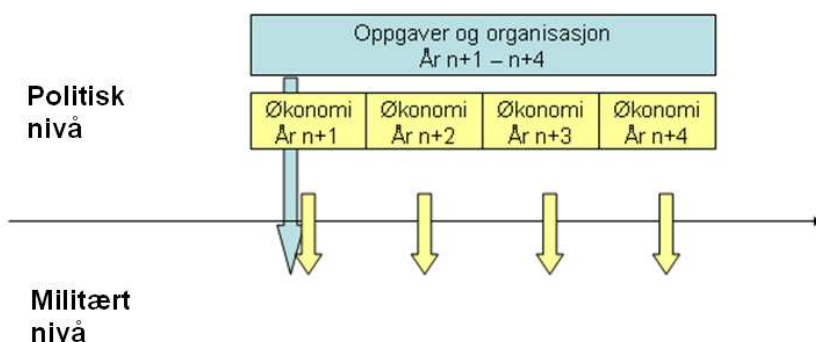 Oppgaver og organisasjon
År n+1 – n+4
Politisk
nivå
Økonomi
År n+1
Økonomi
År n+2
Økonomi
År n+3
Økonomi
År n+4
Militært
nivå